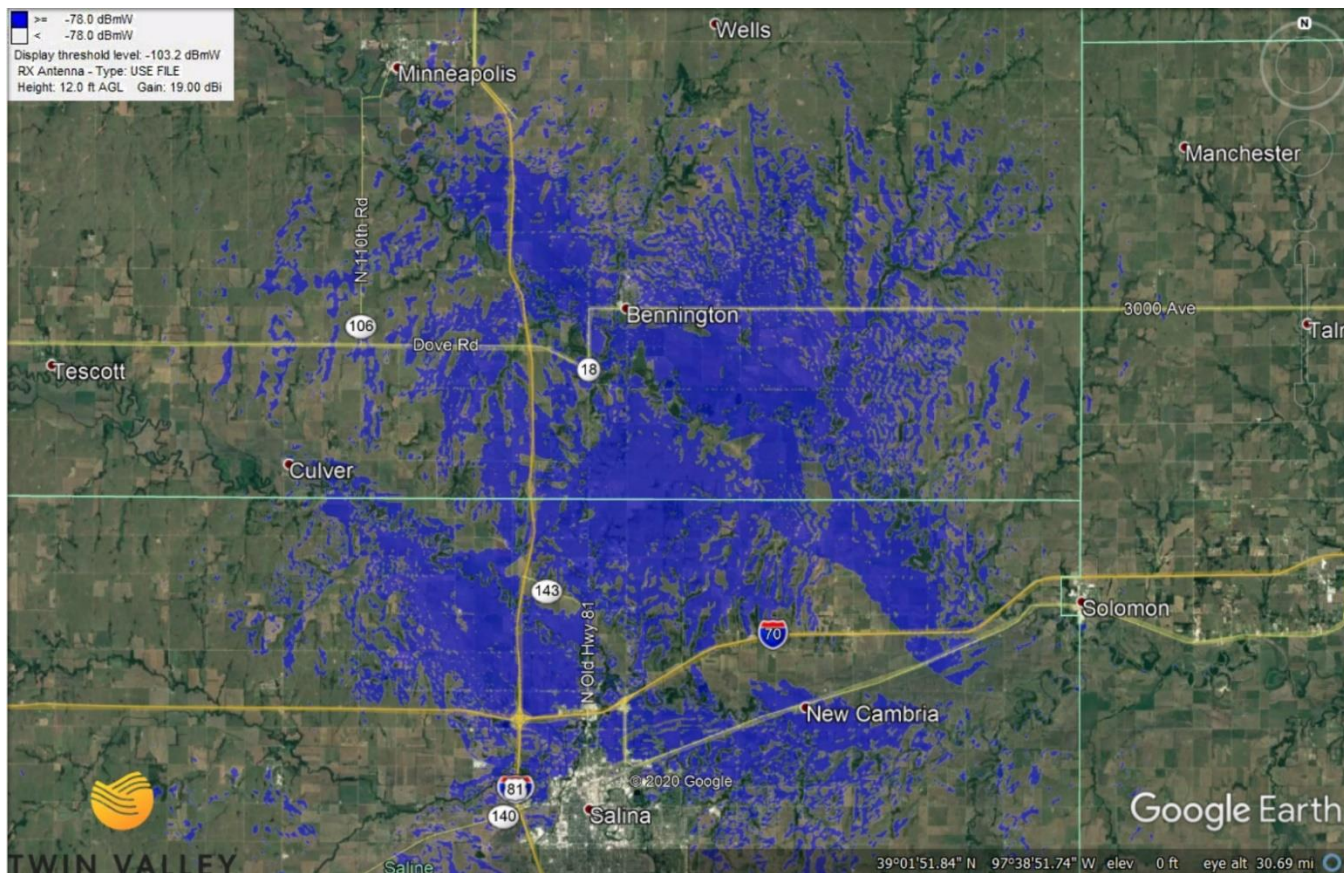 >= -78.0 dBmW
< -78.0 dBmW
Display threshold level: -103.2 dBmW
RX Antenna - Type: USE FILE
Height: 12.0 ft AGL Gain: 19.00 dBi
Wells
N
Minneapolis
Manchester
N 110th Rd
Bennington
3000 Ave
106
Talm
Dove Rd
18
Tescott
Culver
143
N Old Hwy 81
70
Solomon
New Cambria
© 2020 Google
81
140
Salina
Google Earth
TWIN VALLEY
Saline
39°01'51.84" N 97°38'51.74" W elev 0 ft eye alt 30.69 mi